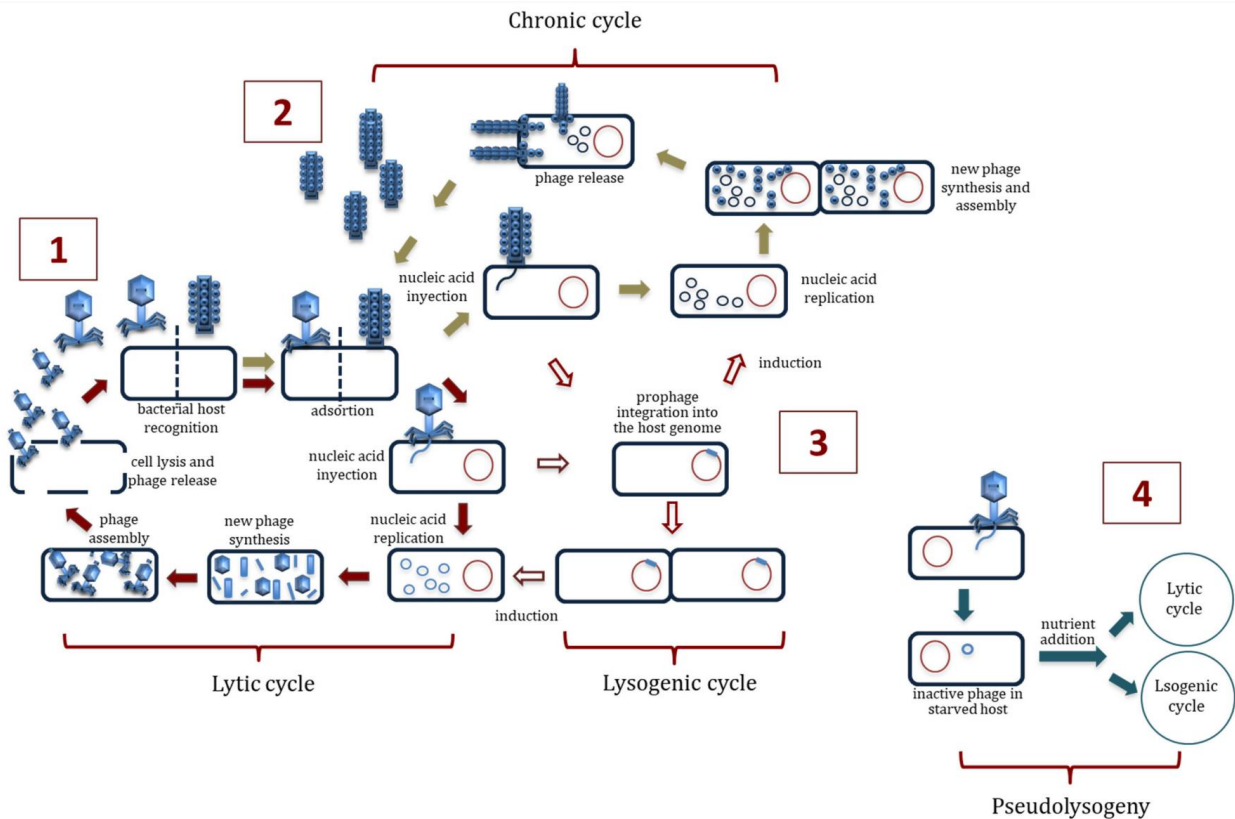 Chronic cycle
2
phage release
new phage
synthesis and
assembly
1
nucleic acid
inyection
nucleic acid
replication
induction
bacterial host
recognition
adsortion
prophage
integration into
the host genome
3
cell lysis and
phage release
nucleic acid
inyection
4
phage
assembly
new phage
synthesis
nucleic acid
replication
induction
Lytic
cycle
nutrient
addition
inactive phage in
starved host
Lsogenic
cycle
Lytic cycle
Lysogenic cycle
Pseudolysogeny